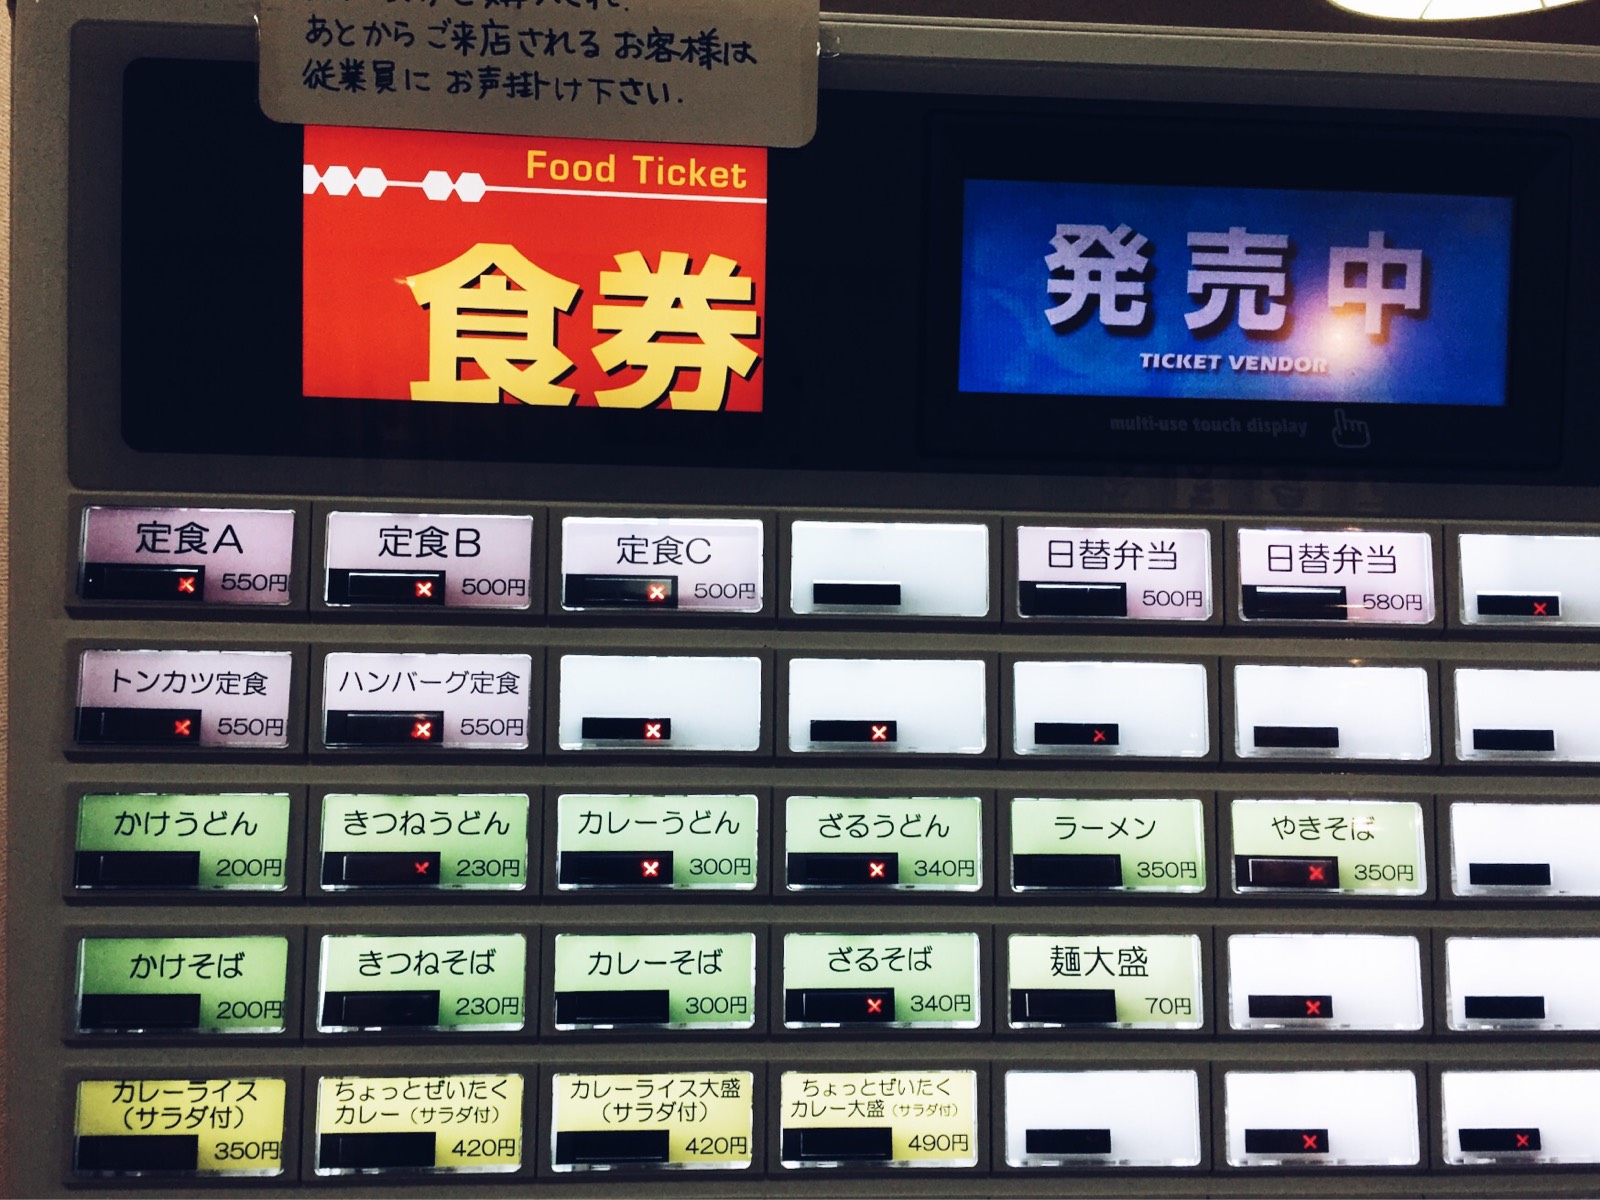 あとからご来店されるお客様は
従業員にお声掛け下さい.
Food Ticket
食券
発売中
TICKET VENDOR
multi-use touch display
定食A
550円
定食B
500円
定食C
500円
日替弁当
500円
日替弁当
580円
トンカツ定食
550円
ハンバーグ定食
550円
かけうどん
200円
きつねうどん
230円
カレーうどん
300円
ざるうどん
340円
ラーメン
350円
やきそば
350円
かけそば
200円
きつねそば
230円
カレーそば
300円
ざるそば
340円
麺大盛
70円
カレーライス
(サラダ付)
350円
ちょっとぜいたく
カレー(サラダ付)
420円
カレーライス大盛
(サラダ付)
420円
ちょっとぜいたく
カレー大盛(サラダ付)
490円